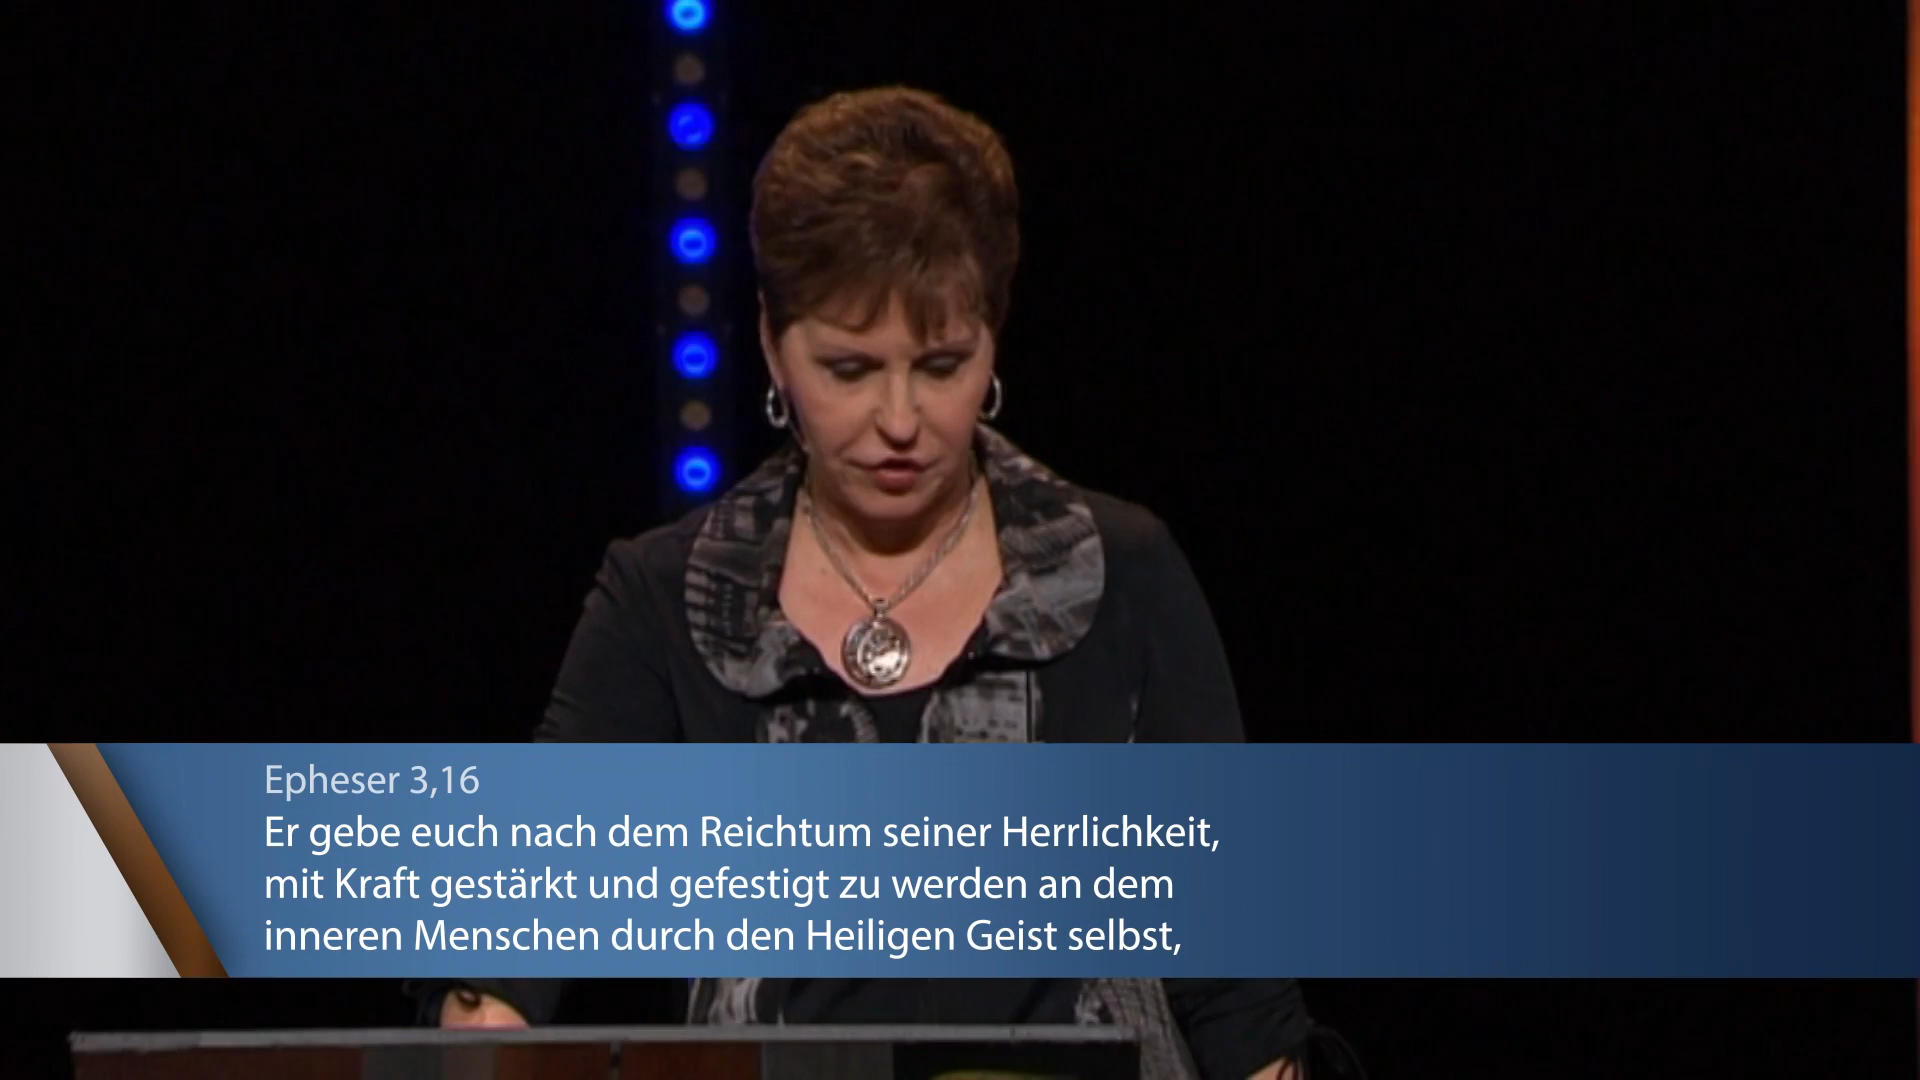 Epheser 3,16
Er gebe euch nach dem Reichtum seiner Herrlichkeit,
mit Kraft gestärkt und gefestigt zu werden an dem
inneren Menschen durch den Heiligen Geist selbst,